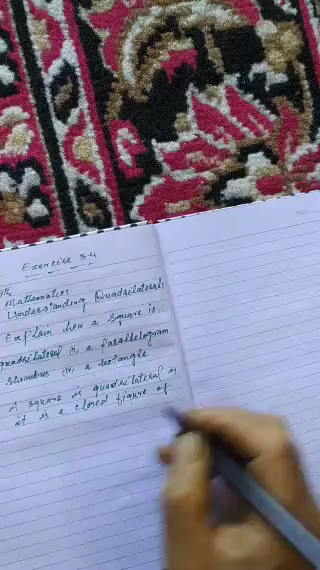 Exercise 3.4
Mathematics
Understanding Quadrilaterals
Explain how a square is.
quadrilateral (ii) a parallelogram
rhombus (iv) a rectangle
A square is quadrilateral as
it is a closed figure of